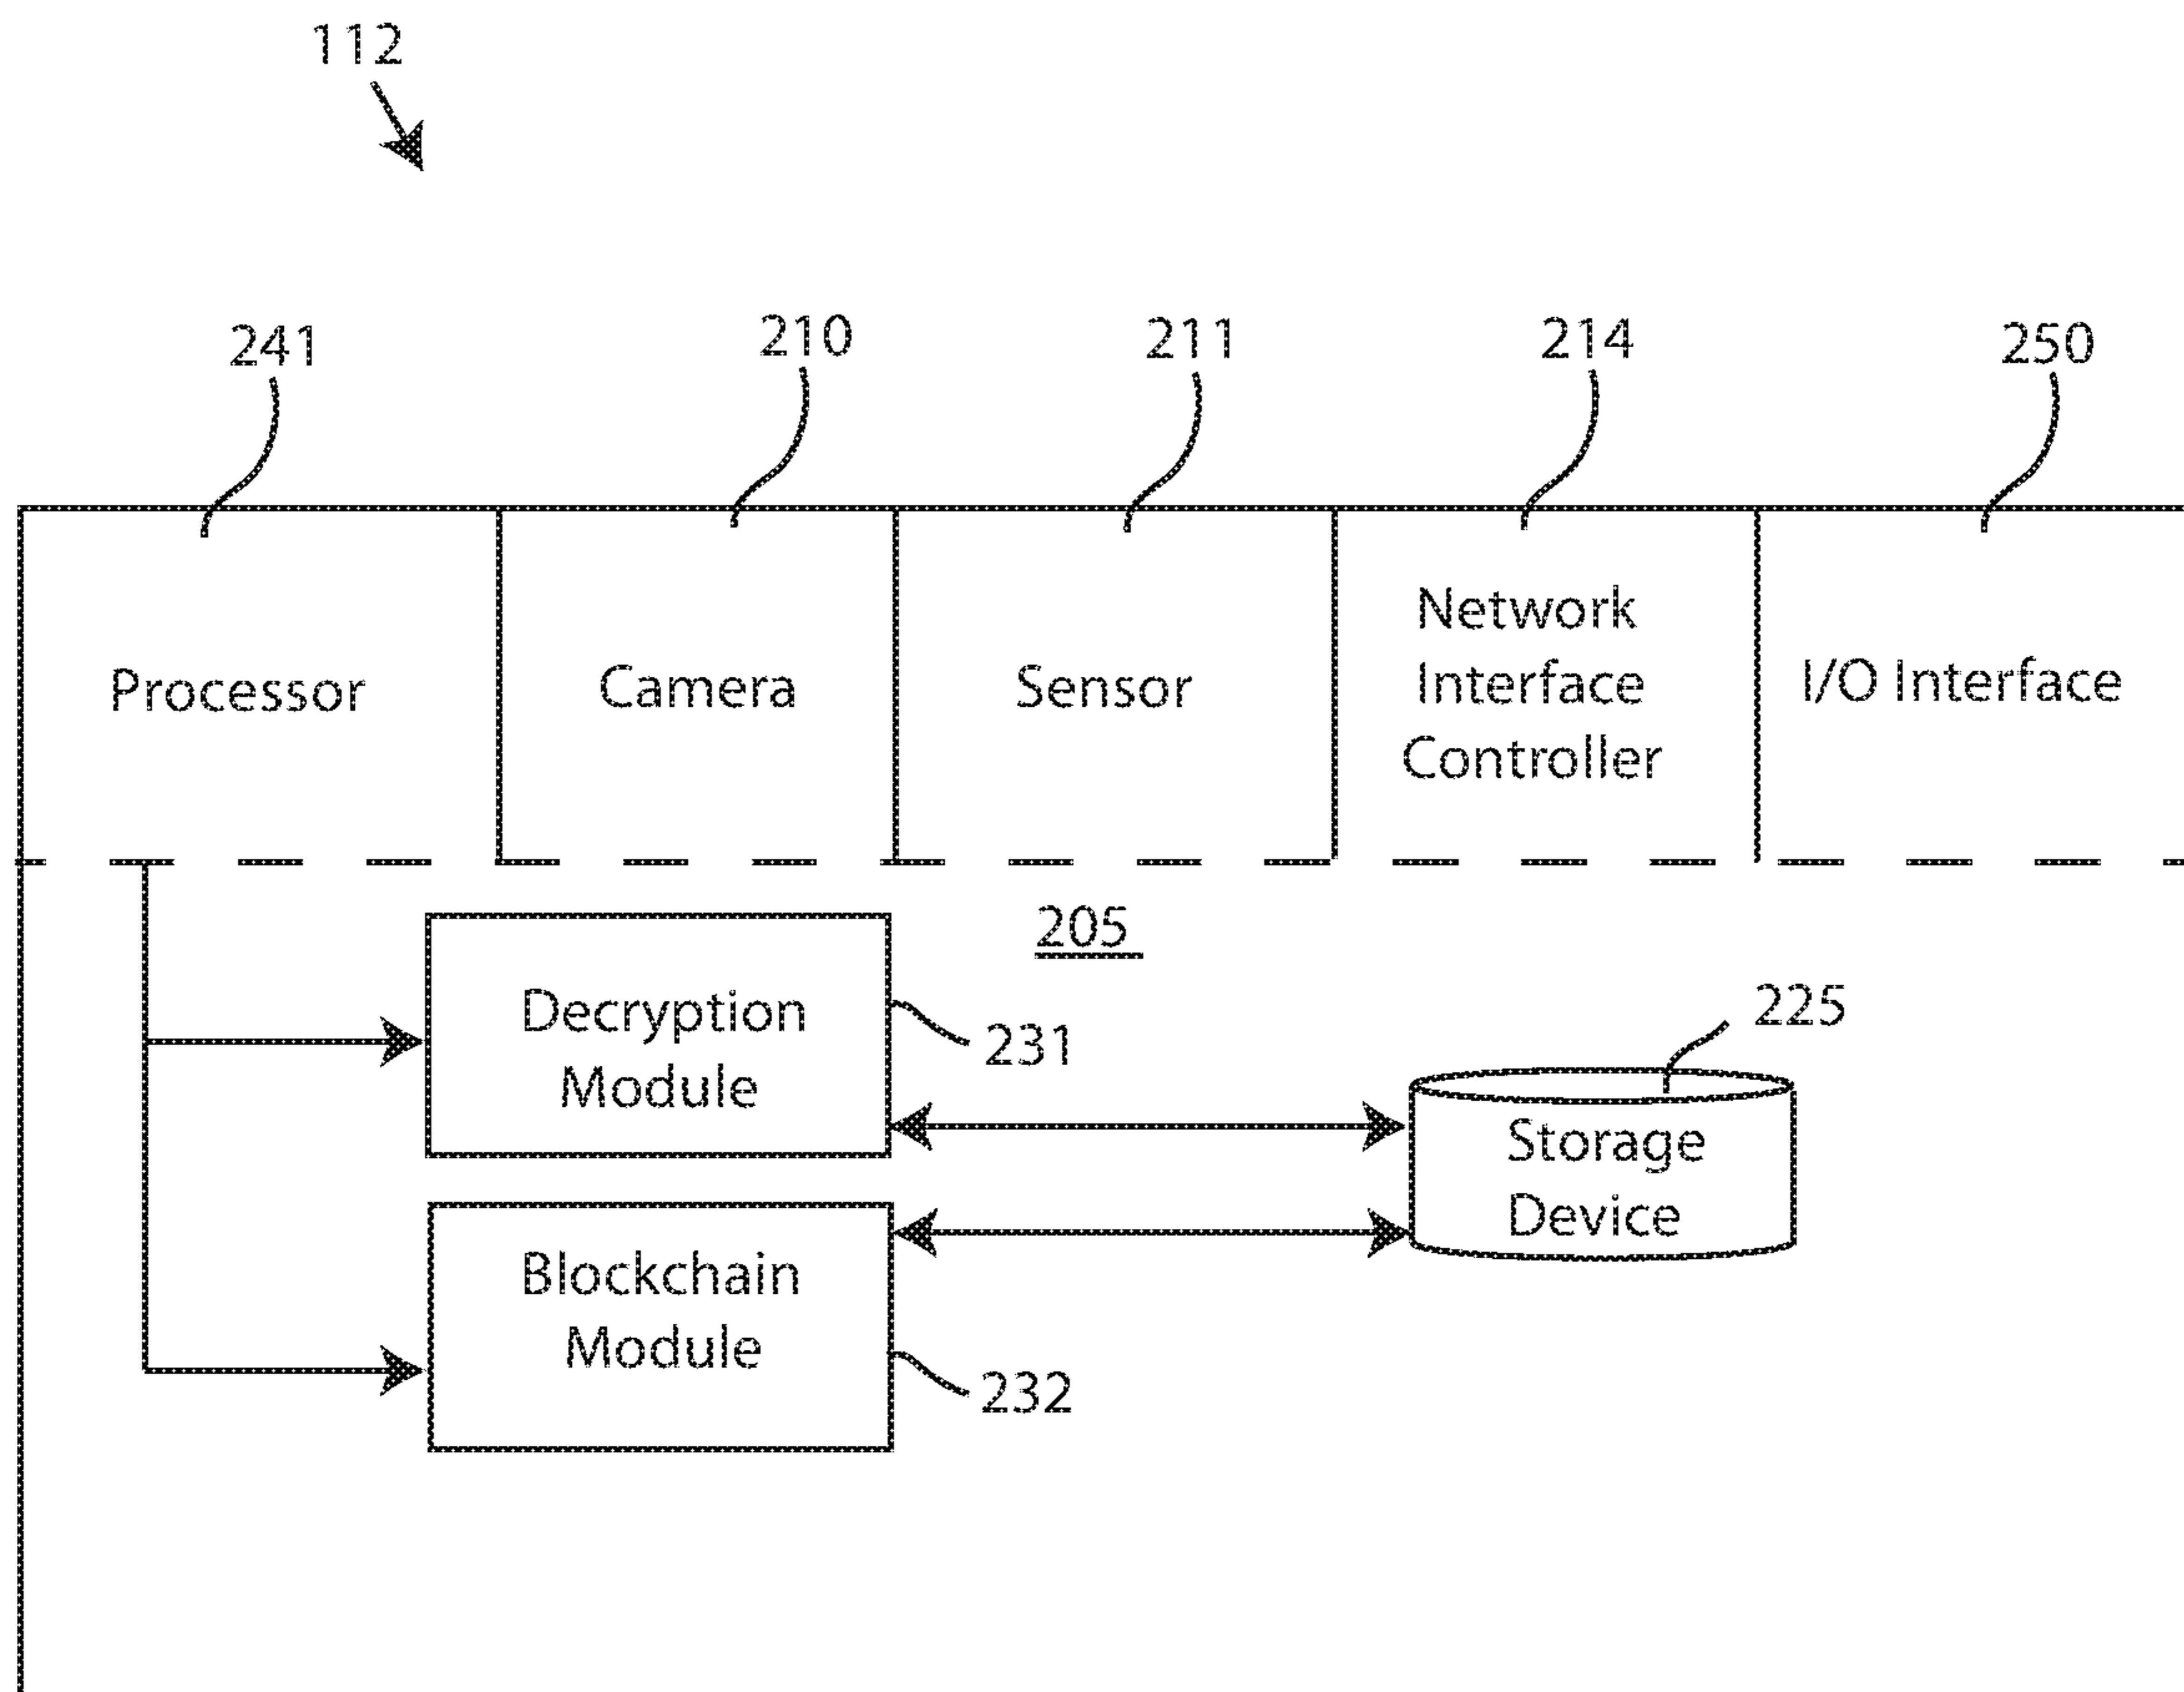 112
241
210
211
214
250
Processor
Camera
Sensor
Network
Interface
Controller
I/O Interface
205
Decryption
Module
231
225
Storage
Device
Blockchain
Module
232